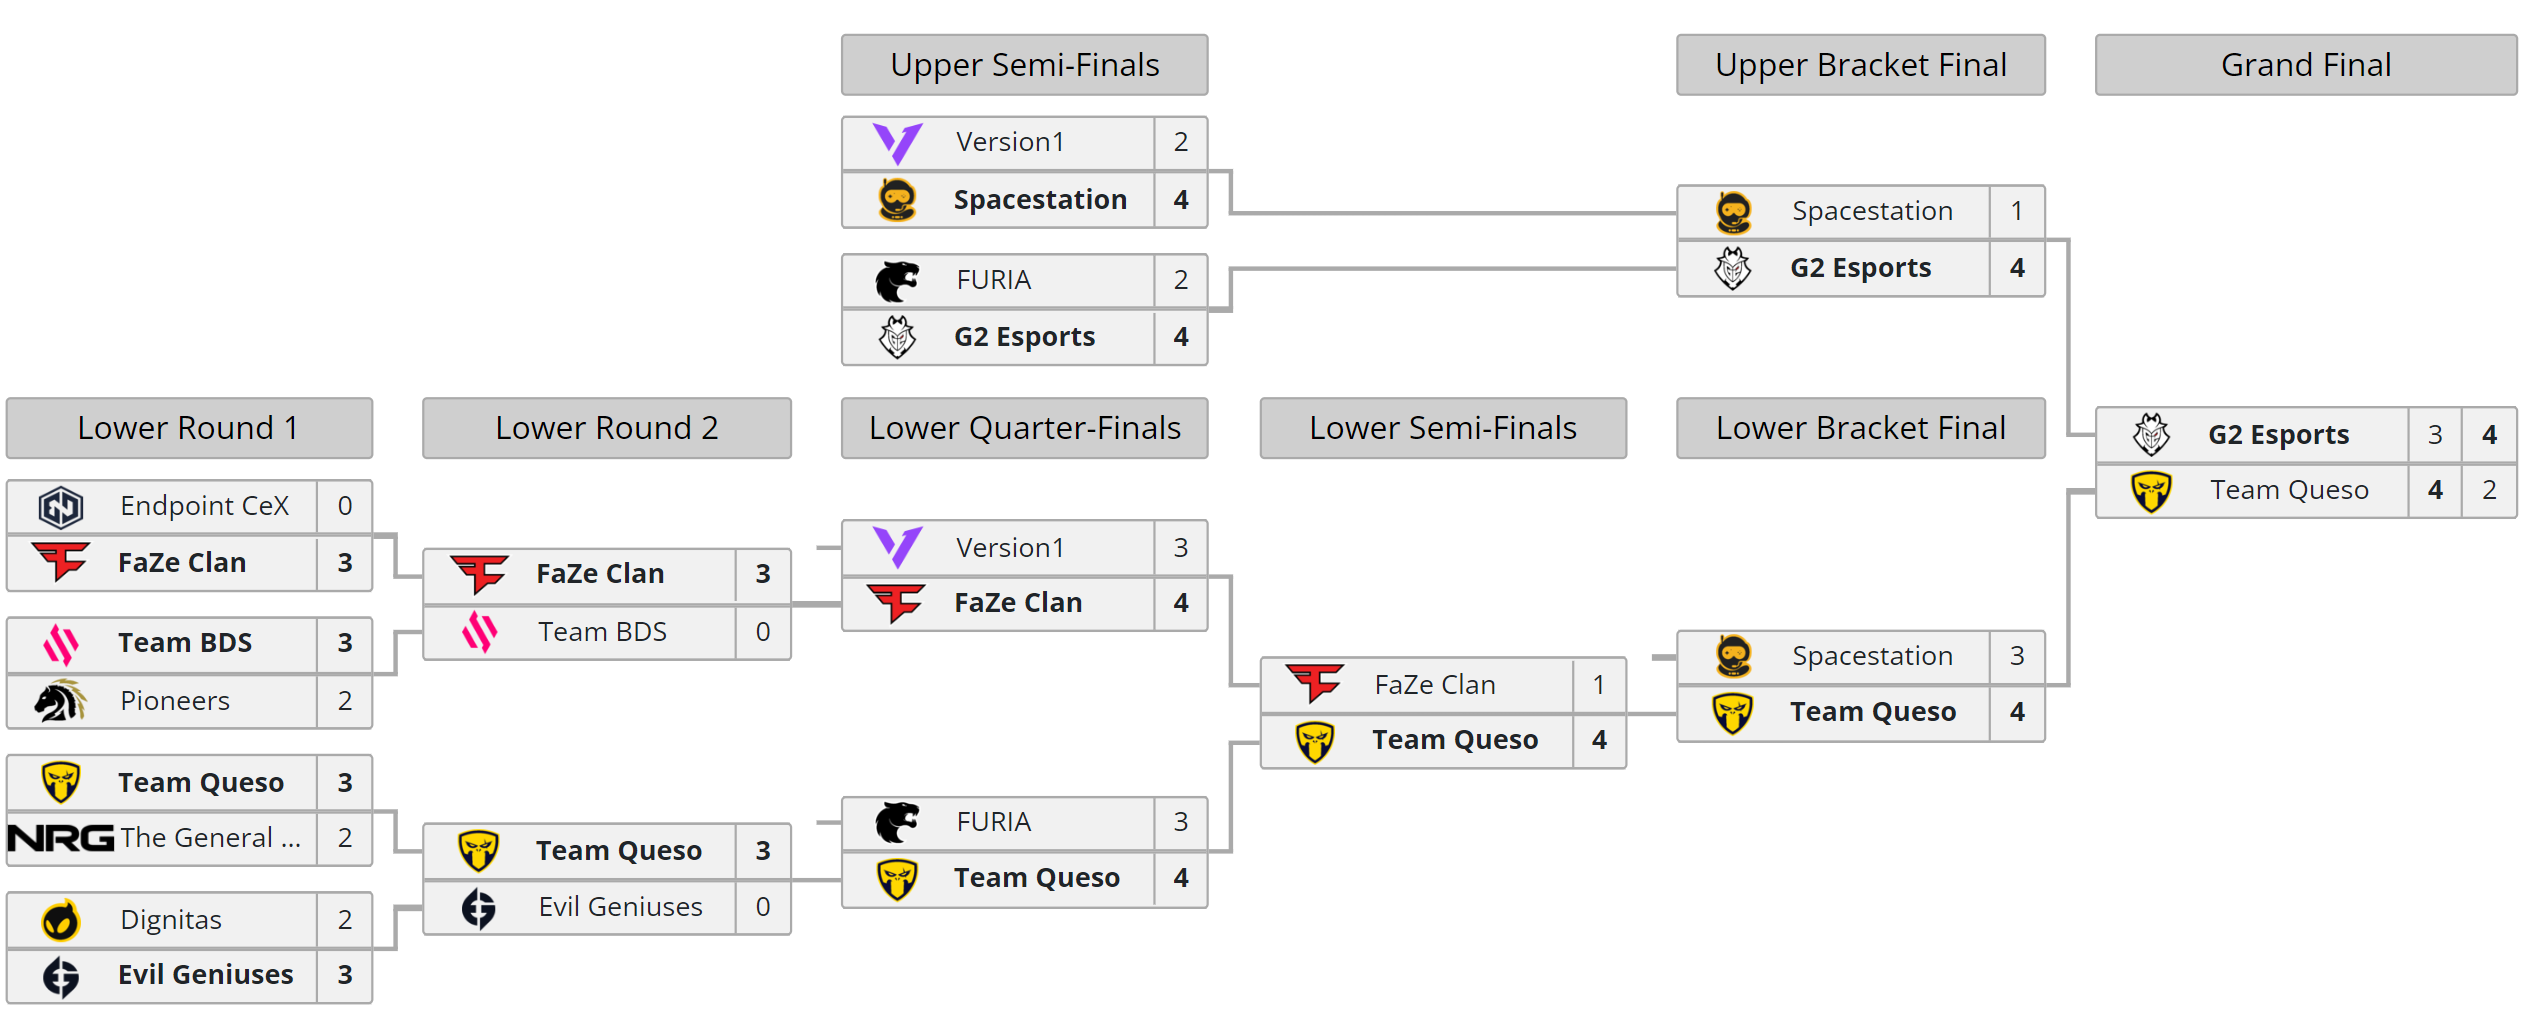 Upper Semi-Finals
Upper Bracket Final
Grand Final
Version1 2
Spacestation 4
FURIA 2
G2 Esports 4
Spacestation 1
G2 Esports 4
Lower Round 1
Lower Round 2
Lower Quarter-Finals
Lower Semi-Finals
Lower Bracket Final
G2 Esports 3 4
Team Queso 4 2
Endpoint CeX 0
FaZe Clan 3
Team BDS 3
Pioneers 2
Team Queso 3
NRG The General ... 2
Dignitas 2
Evil Geniuses 3
FaZe Clan 3
Team BDS 0
Team Queso 3
Evil Geniuses 0
Version1 3
FaZe Clan 4
FURIA 3
Team Queso 4
FaZe Clan 1
Team Queso 4
Spacestation 3
Team Queso 4